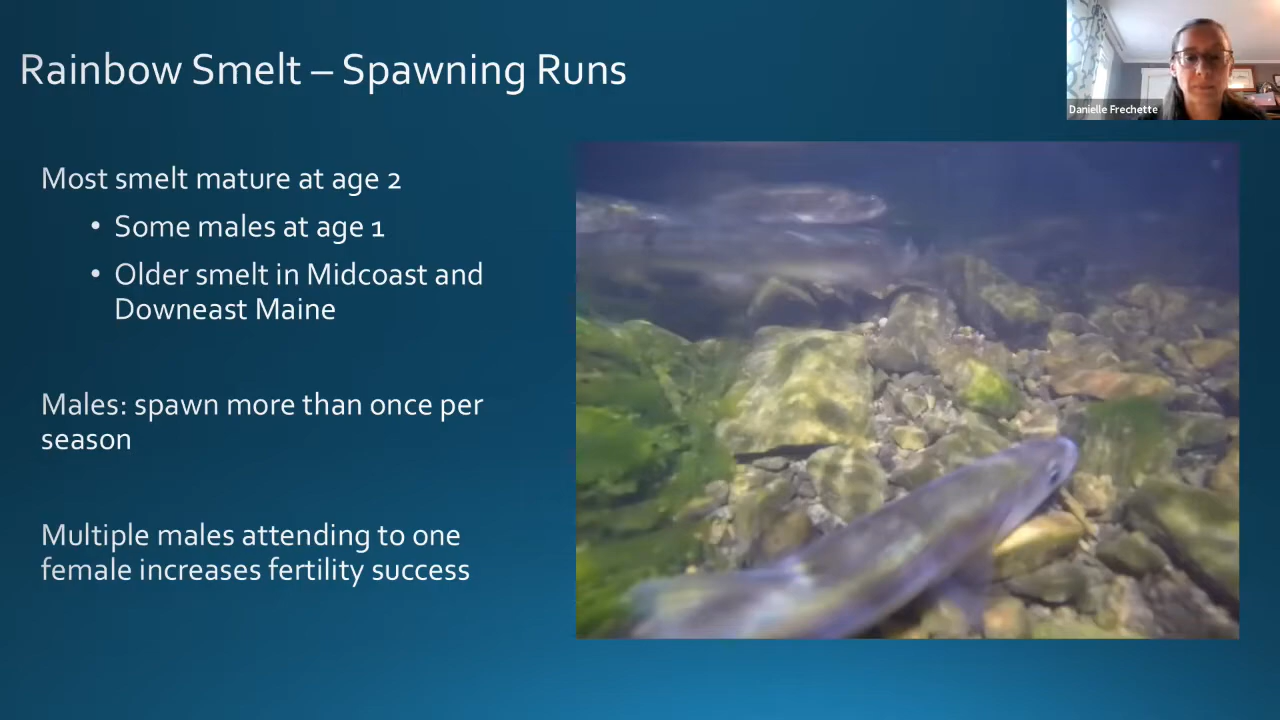 Rainbow Smelt – Spawning Runs
Danielle Frechette
Most smelt mature at age 2
• Some males at age 1
• Older smelt in Midcoast and
Downeast Maine
Males: spawn more than once per
season
Multiple males attending to one
female increases fertility success